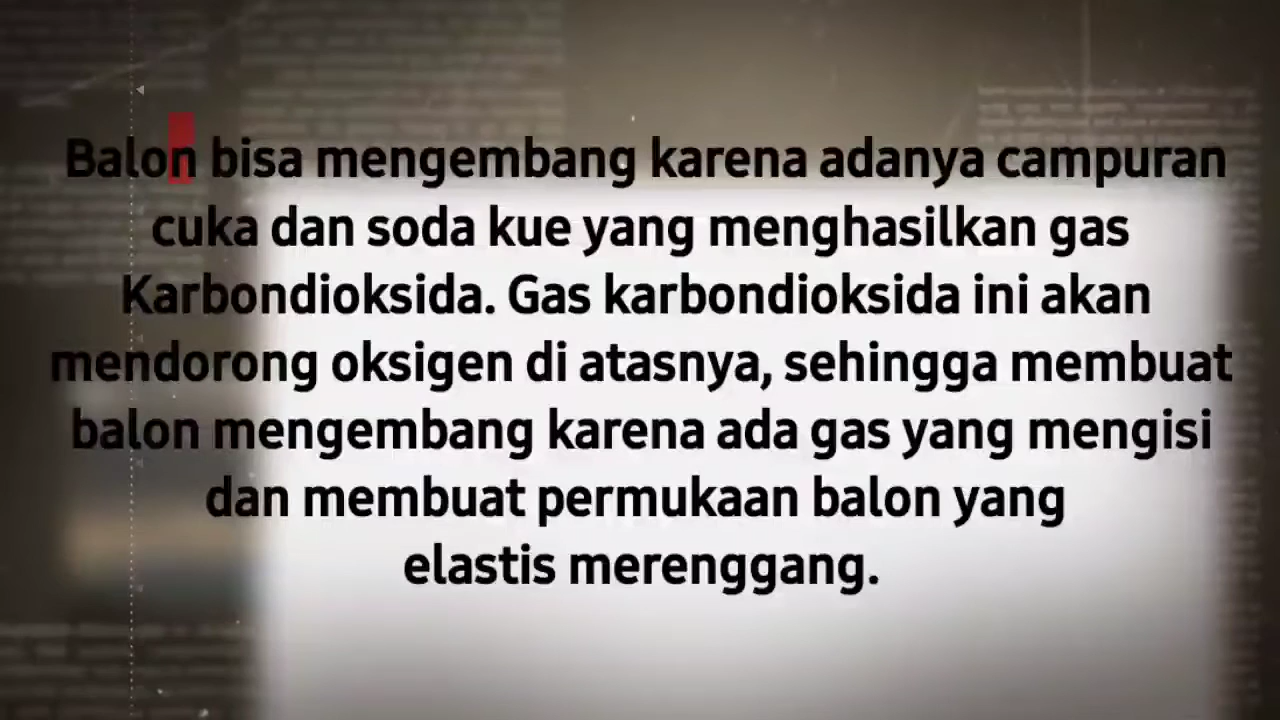 Balon bisa mengembang karena adanya campuran
cuka dan soda kue yang menghasilkan gas
Karbondioksida. Gas karbondioksida ini akan
mendorong oksigen di atasnya, sehingga membuat
balon mengembang karena ada gas yang mengisi
dan membuat permukaan balon yang
elastis merenggang.